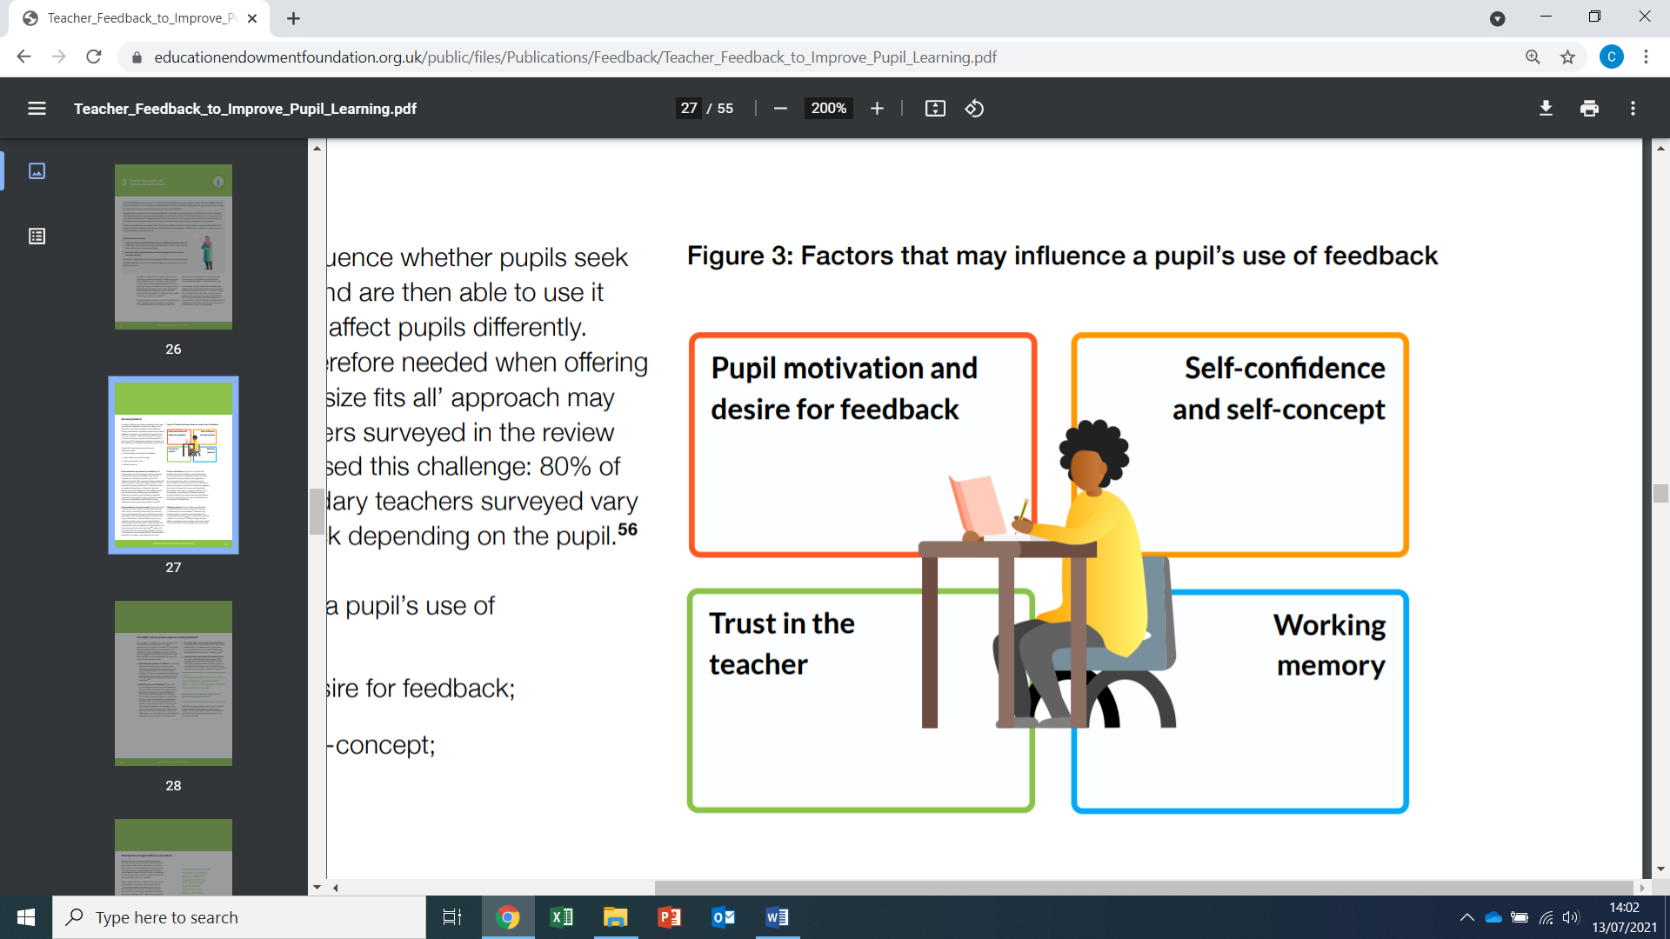 Teacher_Feedback_to_Improve_P
educationendowmentfoundation.org.uk/public/files/Publications/Feedback/Teacher_Feedback_to_Improve_Pupil_Learning.pdf
C
Teacher_Feedback_to_Improve_Pupil_Learning.pdf
27 / 55
200%
26
27
28
uence whether pupils seek
nd are then able to use it
affect pupils differently.
refore needed when offering
size fits all’ approach may
ers surveyed in the review
sed this challenge: 80% of
dary teachers surveyed vary
k depending on the pupil.56
a pupil’s use of
sire for feedback;
-concept;
Figure 3: Factors that may influence a pupil’s use of feedback
Pupil motivation and
desire for feedback
Self-confidence
and self-concept
Trust in the
teacher
Working
memory
Type here to search
14:02
13/07/2021